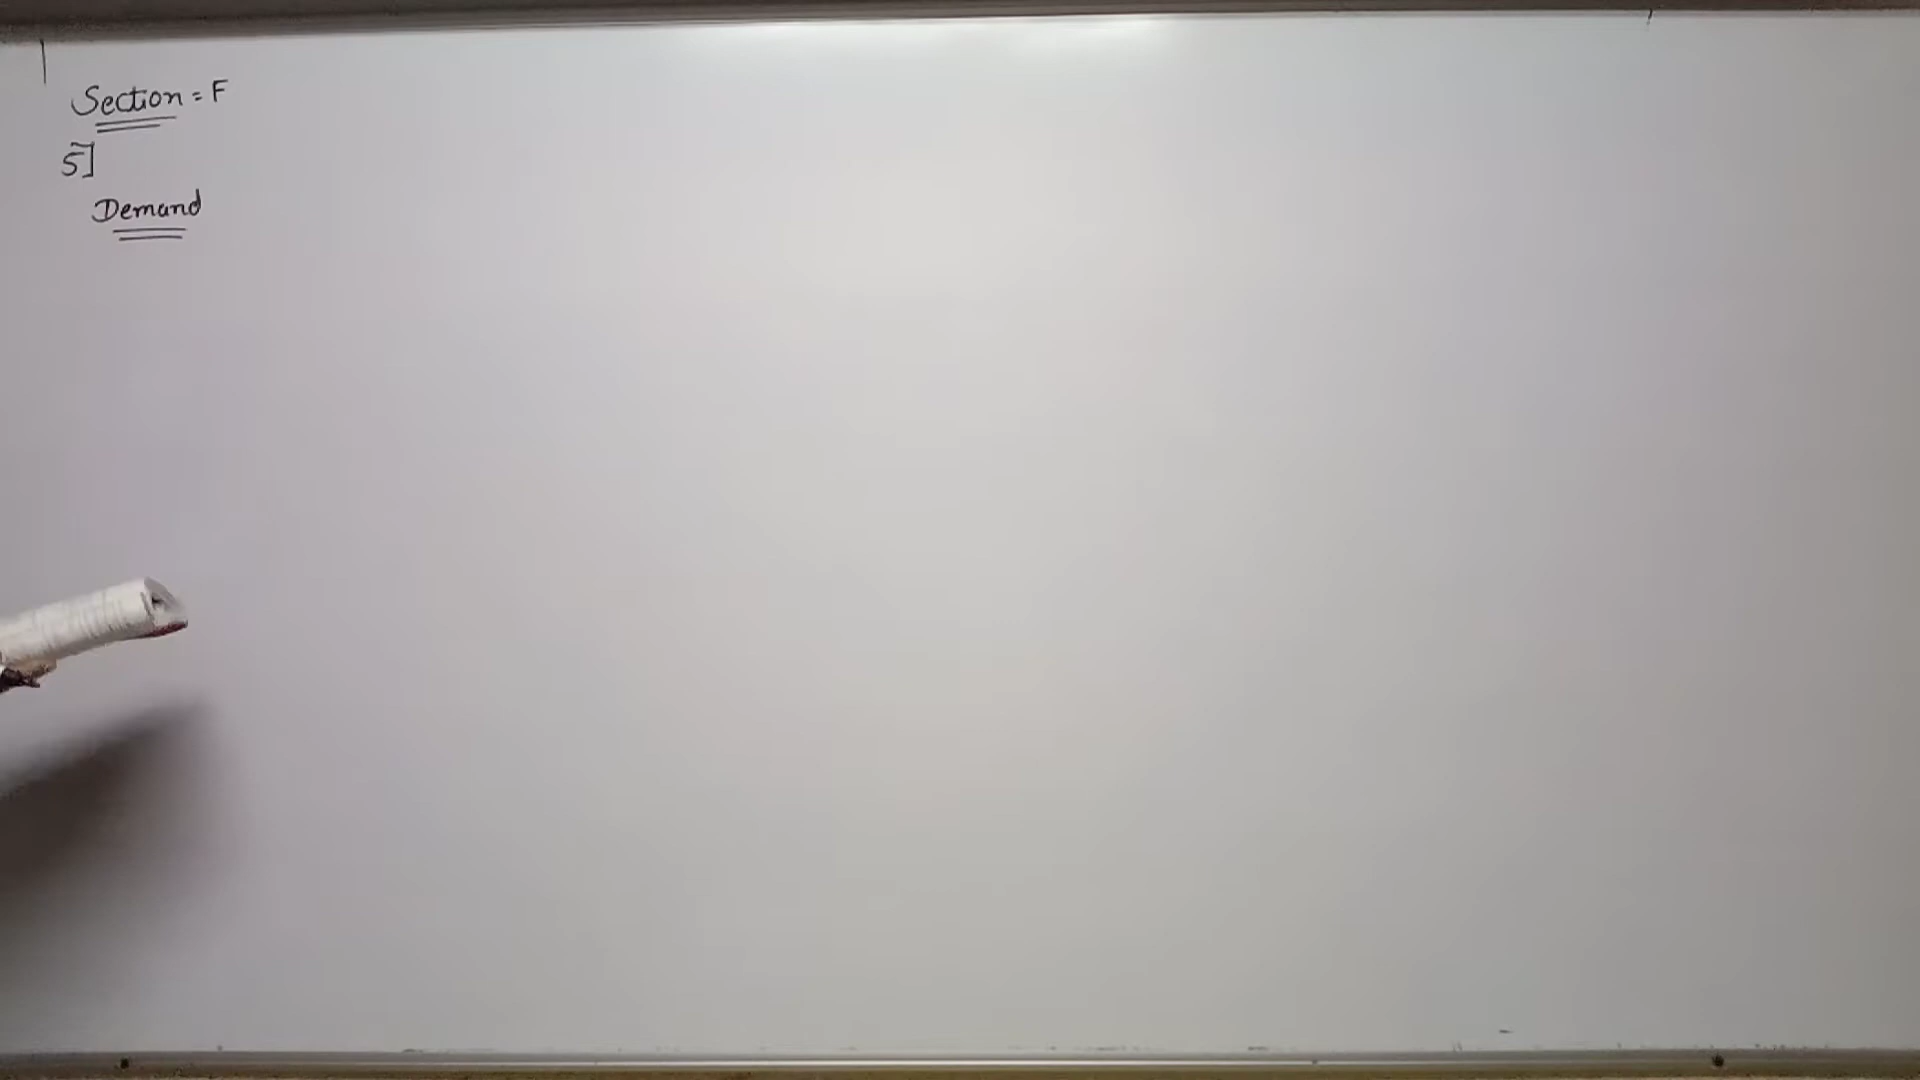 Section = F
5]
Demand